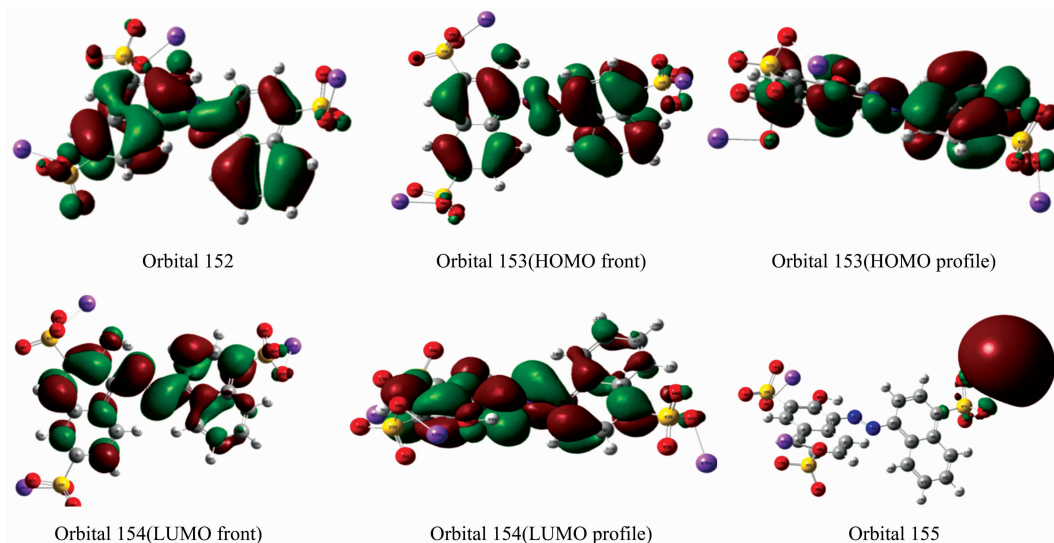 Orbital 152
Orbital 153(HOMO front)
Orbital 153(HOMO profile)
Orbital 154(LUMO front)
Orbital 154(LUMO profile)
Orbital 155